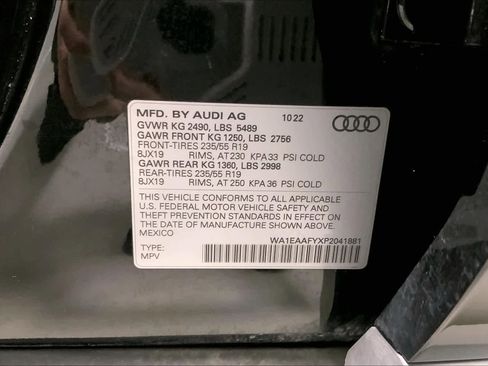 MFD. BY AUDI AG 10 22
GVWR KG 2490, LBS 5489
GAWR FRONT KG 1250, LBS 2756
FRONT-TIRES 235/55 R19
8JX19 RIMS, AT 230 KPA 33 PSI COLD
GAWR REAR KG 1360, LBS 2998
REAR-TIRES 235/55 R19
8JX19 RIMS, AT 250 KPA 36 PSI COLD
THIS VEHICLE CONFORMS TO ALL APPLICABLE
U.S. FEDERAL MOTOR VEHICLE SAFETY AND
THEFT PREVENTION STANDARDS IN EFFECT ON
THE DATE OF MANUFACTURE SHOWN ABOVE.
MEXICO
WA1EAAFYXP2041881
TYPE:
MPV